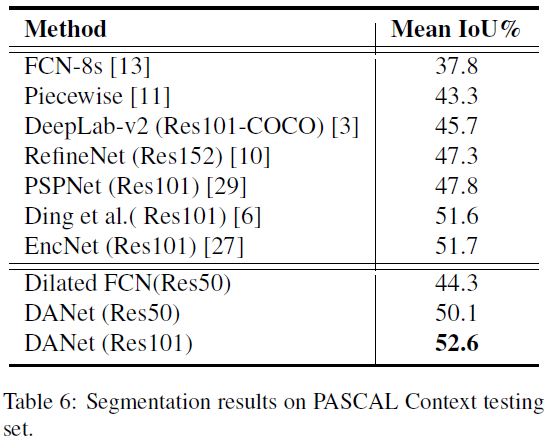 Method Mean IoU%
FCN-8s [13] 37.8
Piecewise [11] 43.3
DeepLab-v2 (Res101-COCO) [3] 45.7
RefineNet (Res152) [10] 47.3
PSPNet (Res101) [29] 47.8
Ding et al.( Res101) [6] 51.6
EncNet (Res101) [27] 51.7
Dilated FCN(Res50) 44.3
DANet (Res50) 50.1
DANet (Res101) 52.6
Table 6: Segmentation results on PASCAL Context testing
set.